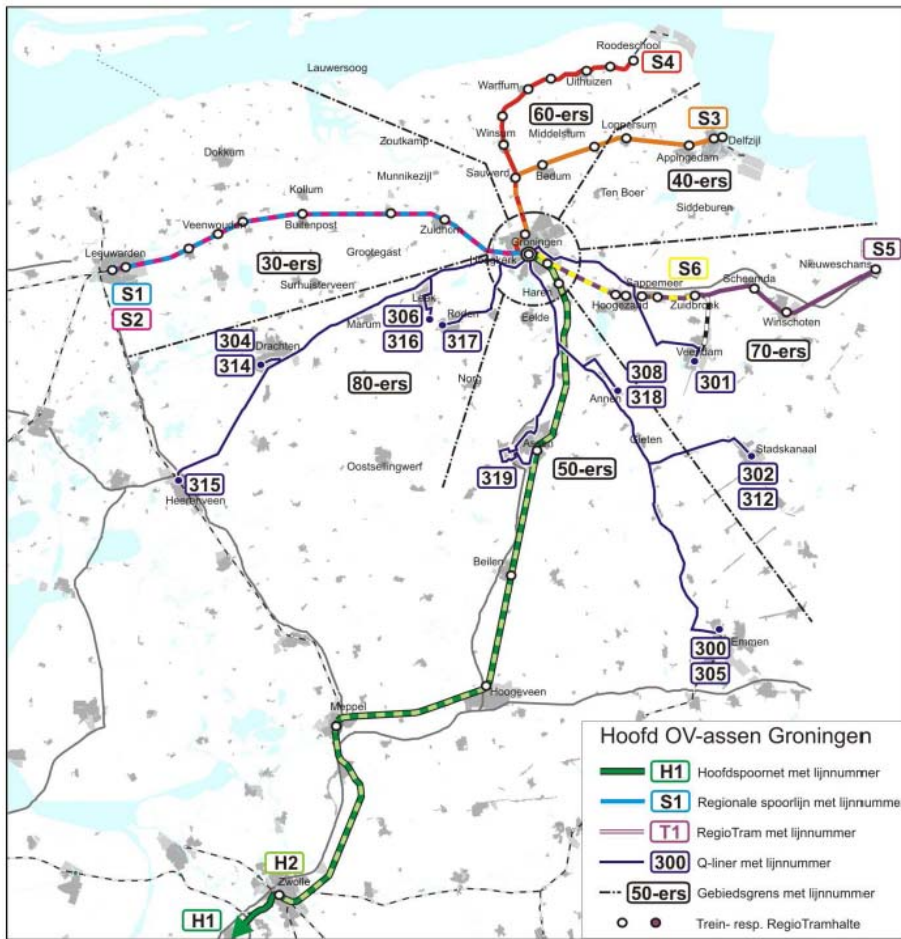 Roodeschool
Lauwersoog
S4
Warffum
Uithuizen
60-ers
S3
Winsum
Middelstum
Loppersum
Delfzijl
Zoutkamp
Dokkum
Appingedam
Munnikezijl
Sauwerd
Bedum
40-ers
Kollum
Ten Boer
Siddeburen
Veenwouden
Buitenpost
Zuidhorn
Groningen
S5
Leeuwarden
Grootegast
Hoogkerk
S6
Nieuweschans
30-ers
Sappemeer
Scheemda
S1
Surhuisterveen
Haren
Leek
Hoogezand
Zuidbroek
S2
306
Roden
Eelde
Winschoten
304
Marum
316
317
Veendam
70-ers
Drachten
314
308
301
80-ers
Norg
318
Annen
Gieten
Assen
Stadskanaal
Oostsellingwerf
319
50-ers
302
315
312
Heerenveen
Beilen
Emmen
300
305
Hoogeveen
Meppel
H2
Zwolle
H1
Hoofd OV-assen Groningen
H1 Hoofdspoornet met lijnnummer
S1 Regionale spoorlijn met lijnnummer
T1 RegioTram met lijnnummer
300 Q-liner met lijnnummer
50-ers Gebiedsgrens met lijnnummer
Trein- resp. RegioTramhalte